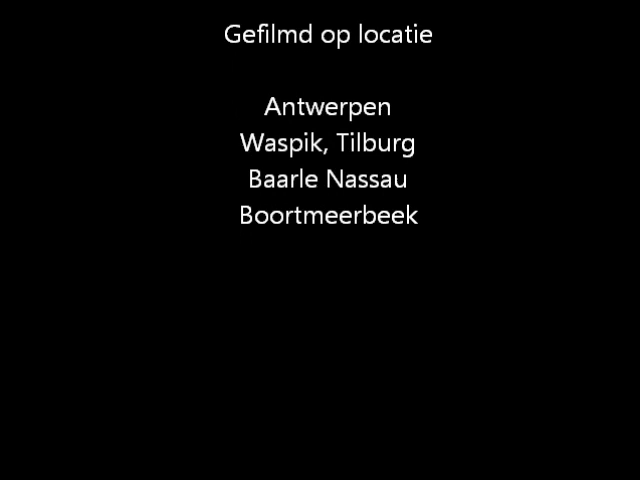 Gefilmd op locatie
Antwerpen
Waspik, Tilburg
Baarle Nassau
Boortmeerbeek